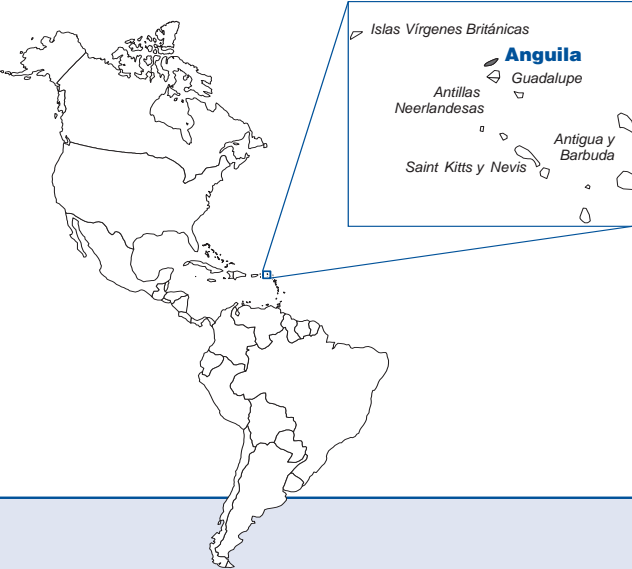 Islas Vírgenes Británicas
Anguila
Guadalupe
Antillas
Neerlandesas
Antigua y
Barbuda
Saint Kitts y Nevis